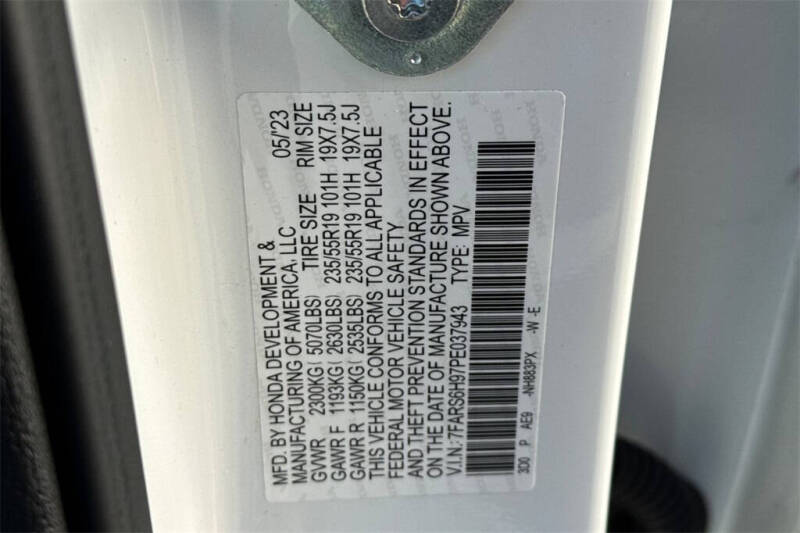 MFD. BY HONDA DEVELOPMENT & 05/'23
MANUFACTURING OF AMERICA, LLC
TIRE SIZE RIM SIZE
GVWR 2300KG( 5070LBS)
GAWR F 1193KG( 2630LBS) 235/55R19 101H 19X7.5J
GAWR R 1150KG( 2535LBS) 235/55R19 101H 19X7.5J
THIS VEHICLE CONFORMS TO ALL APPLICABLE
FEDERAL MOTOR VEHICLE SAFETY
AND THEFT PREVENTION STANDARDS IN EFFECT
ON THE DATE OF MANUFACTURE SHOWN ABOVE.
V.I.N.:7FARS6H97PE037943 TYPE: MPV
3D0 P AE9 -NH883PX -W -E